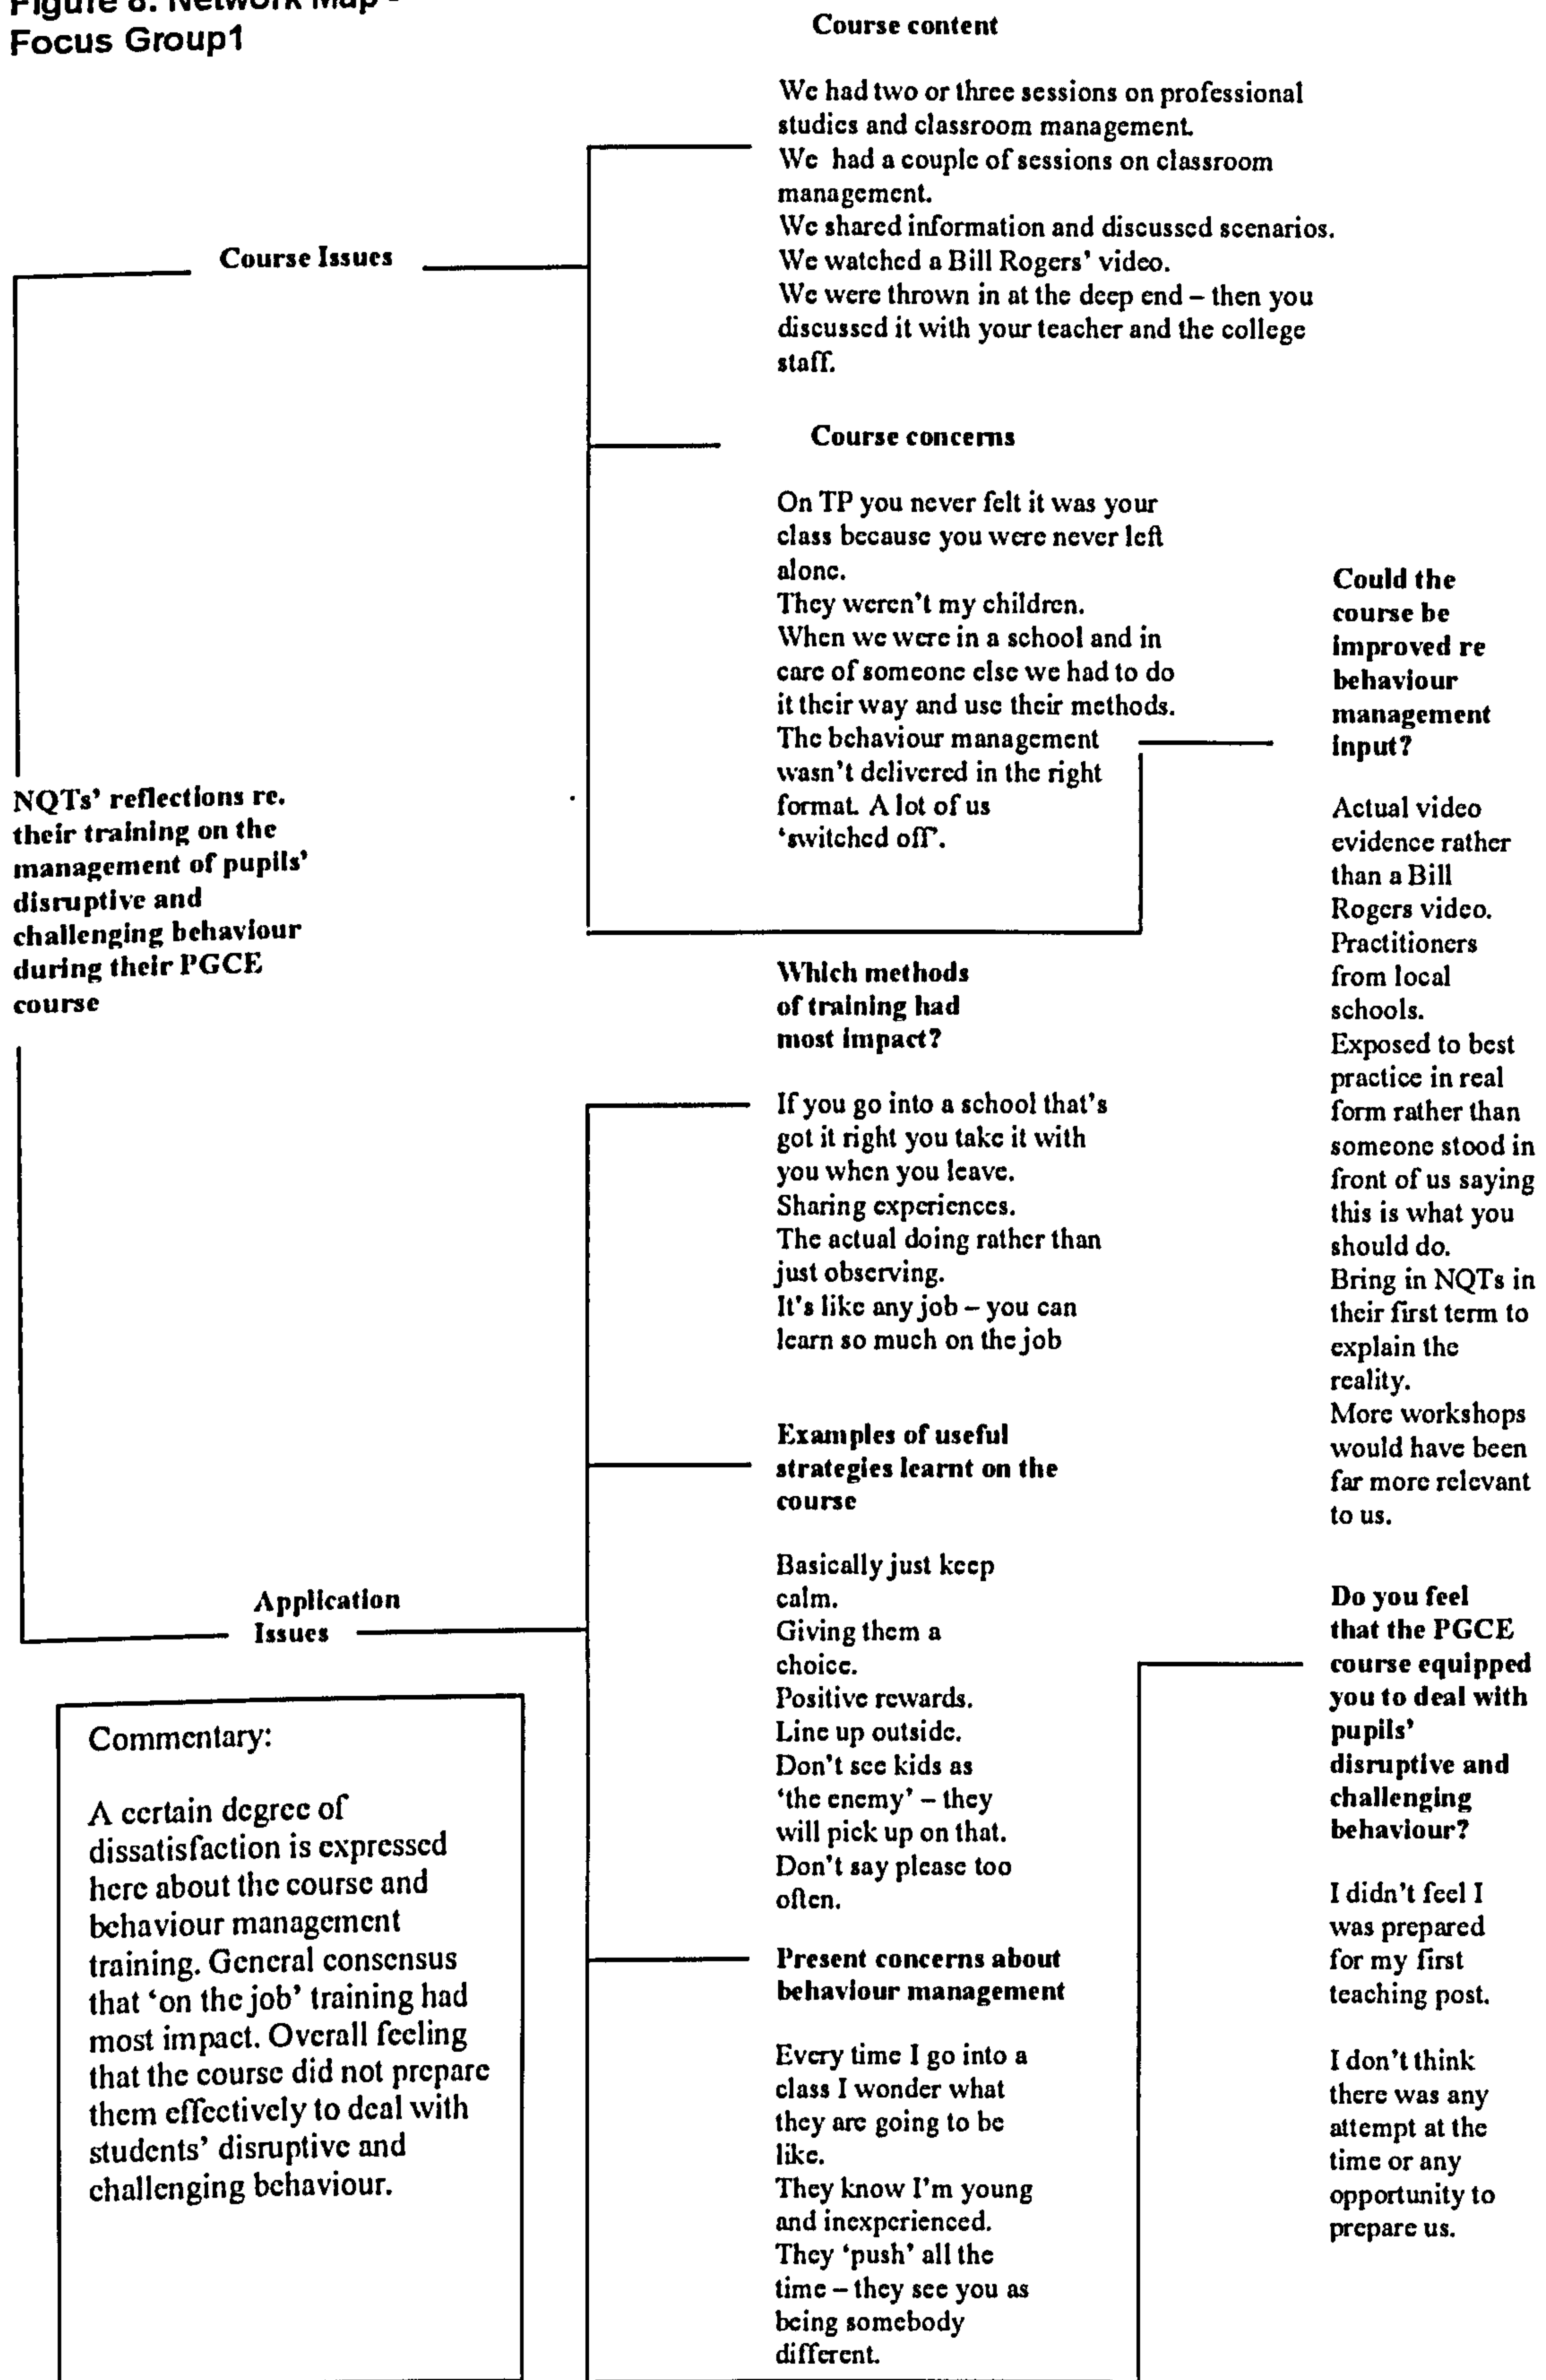 Figure 8: Network Map -
Focus Group1
Course content
We had two or three sessions on professional
studies and classroom management.
We had a couple of sessions on classroom
management.
We shared information and discussed scenarios.
We watched a Bill Rogers' video.
We were thrown in at the deep end – then you
discussed it with your teacher and the college
staff.
Course Issues
Course concerns
On TP you never felt it was your
class because you were never left
alone.
They weren't my children.
When we were in a school and in
care of someone else we had to do
it their way and use their methods.
The behaviour management
wasn't delivered in the right
format. A lot of us
'switched off'.
Could the
course be
improved re
behaviour
management
input?
Actual video
evidence rather
than a Bill
Rogers video.
Practitioners
from local
schools.
Exposed to best
practice in real
form rather than
someone stood in
front of us saying
this is what you
should do.
Bring in NQTs in
their first term to
explain the
reality.
More workshops
would have been
far more relevant
to us.
NQTs' reflections re.
their training on the
management of pupils'
disruptive and
challenging behaviour
during their PGCE
course
Which methods
of training had
most impact?
If you go into a school that's
got it right you take it with
you when you leave.
Sharing experiences.
The actual doing rather than
just observing.
It's like any job – you can
learn so much on the job
Examples of useful
strategies learnt on the
course
Basically just keep
calm.
Giving them a
choice.
Positive rewards.
Line up outside.
Don't see kids as
'the enemy' – they
will pick up on that.
Don't say please too
often.
Application
Issues
Do you feel
that the PGCE
course equipped
you to deal with
pupils'
disruptive and
challenging
behaviour?
I didn't feel I
was prepared
for my first
teaching post.
I don't think
there was any
attempt at the
time or any
opportunity to
prepare us.
Commentary:
A certain degree of
dissatisfaction is expressed
here about the course and
behaviour management
training. General consensus
that 'on the job' training had
most impact. Overall feeling
that the course did not prepare
them effectively to deal with
students' disruptive and
challenging behaviour.
Present concerns about
behaviour management
Every time I go into a
class I wonder what
they are going to be
like.
They know I'm young
and inexperienced.
They 'push' all the
time – they see you as
being somebody
different.